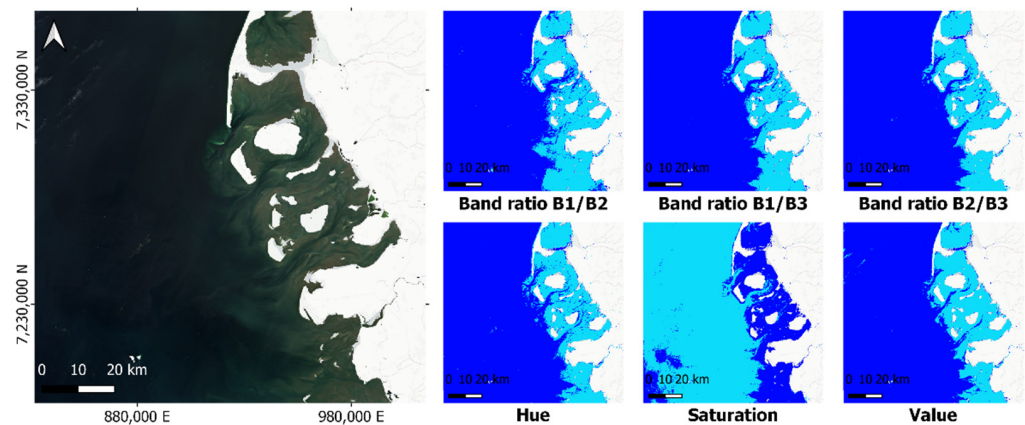 7,330,000 N
7,230,000 N
0 10 20 km
880,000 E
980,000 E
0 10 20 km
0 10 20 km
0 10 20 km
Band ratio B1/B2
Band ratio B1/B3
Band ratio B2/B3
0 10 20 km
0 10 20 km
0 10 20 km
Hue
Saturation
Value